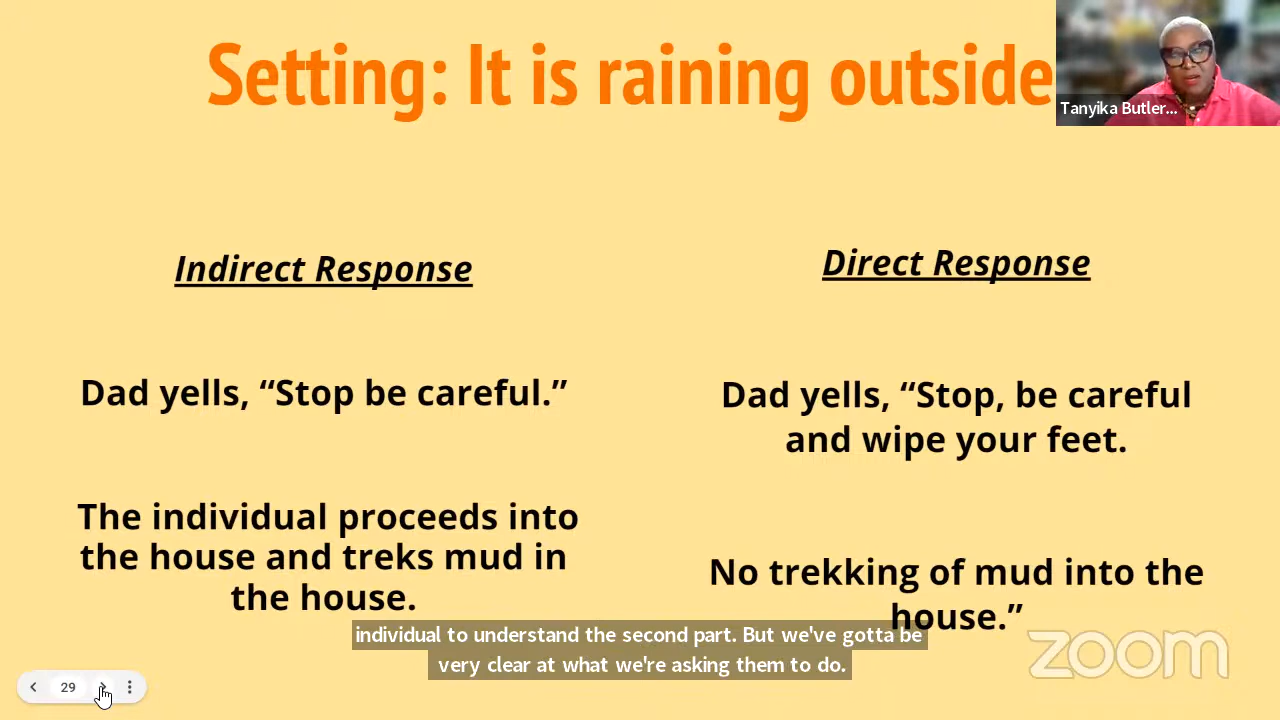 Setting: It is raining outside
Tanyika Butler...
Indirect Response
Dad yells, “Stop be careful.”
The individual proceeds into
the house and treks mud in
the house.
Direct Response
Dad yells, “Stop, be careful
and wipe your feet.
No trekking of mud into the
house.”
individual to understand the second part. But we've gotta be
very clear at what we're asking them to do.
zoom
29